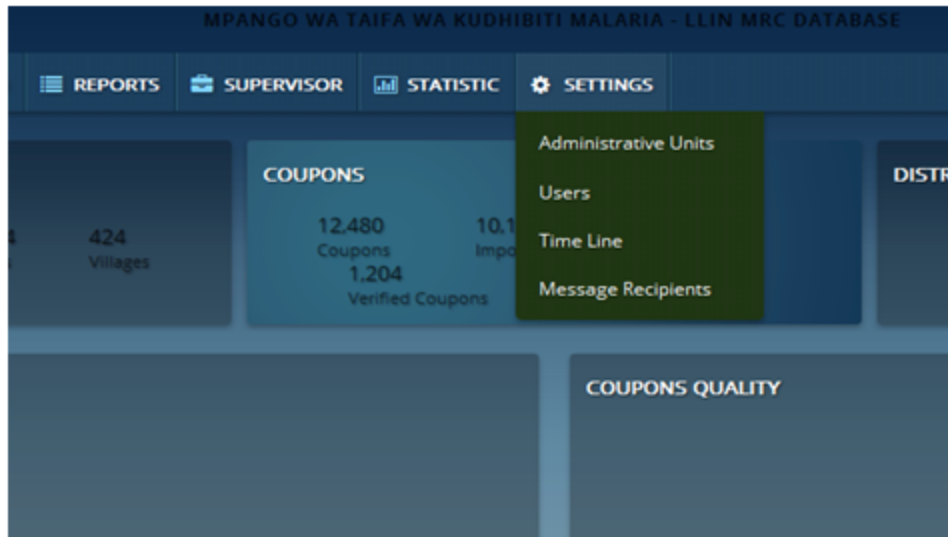 MPANGO WA TAIFA WA KUDHIBITI MALARIA - LLIN MRC DATABASE
REPORTS SUPERVISOR STATISTIC SETTINGS
Administrative Units
Users
Time Line
Message Recipients
424
Villages
COUPONS
12,480
Coupons
1,204
Verified Coupons
COUPONS QUALITY